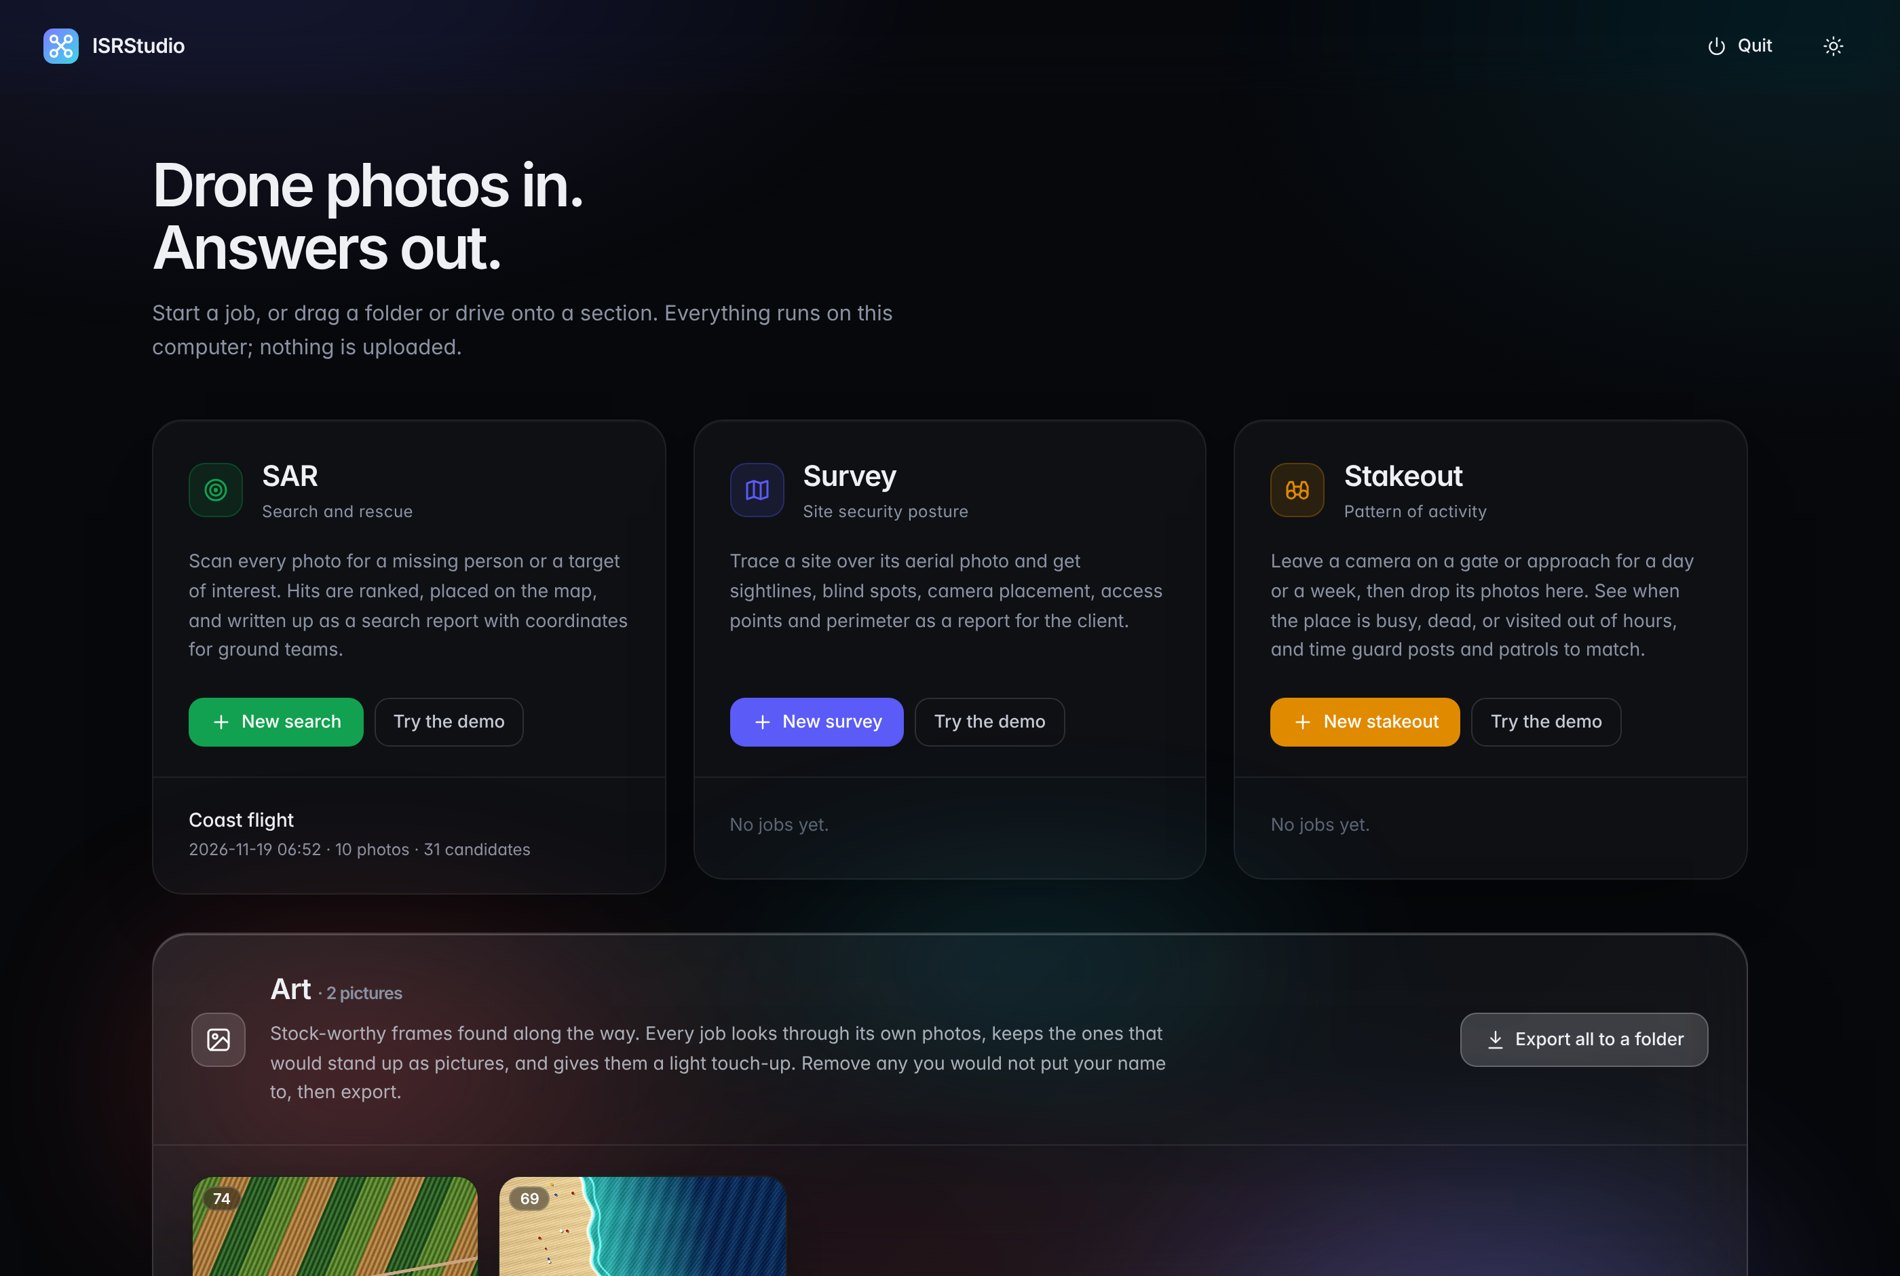 ISRStudio
Quit
Drone photos in.
Answers out.
Start a job, or drag a folder or drive onto a section. Everything runs on this
computer; nothing is uploaded.
SAR
Search and rescue
Scan every photo for a missing person or a target
of interest. Hits are ranked, placed on the map,
and written up as a search report with coordinates
for ground teams.
New search
Try the demo
Coast flight
2026-11-19 06:52 · 10 photos · 31 candidates
Survey
Site security posture
Trace a site over its aerial photo and get
sightlines, blind spots, camera placement, access
points and perimeter as a report for the client.
New survey
Try the demo
No jobs yet.
Stakeout
Pattern of activity
Leave a camera on a gate or approach for a day
or a week, then drop its photos here. See when
the place is busy, dead, or visited out of hours,
and time guard posts and patrols to match.
New stakeout
Try the demo
No jobs yet.
Art · 2 pictures
Stock-worthy frames found along the way. Every job looks through its own photos, keeps the ones that
would stand up as pictures, and gives them a light touch-up. Remove any you would not put your name
to, then export.
Export all to a folder
74
69